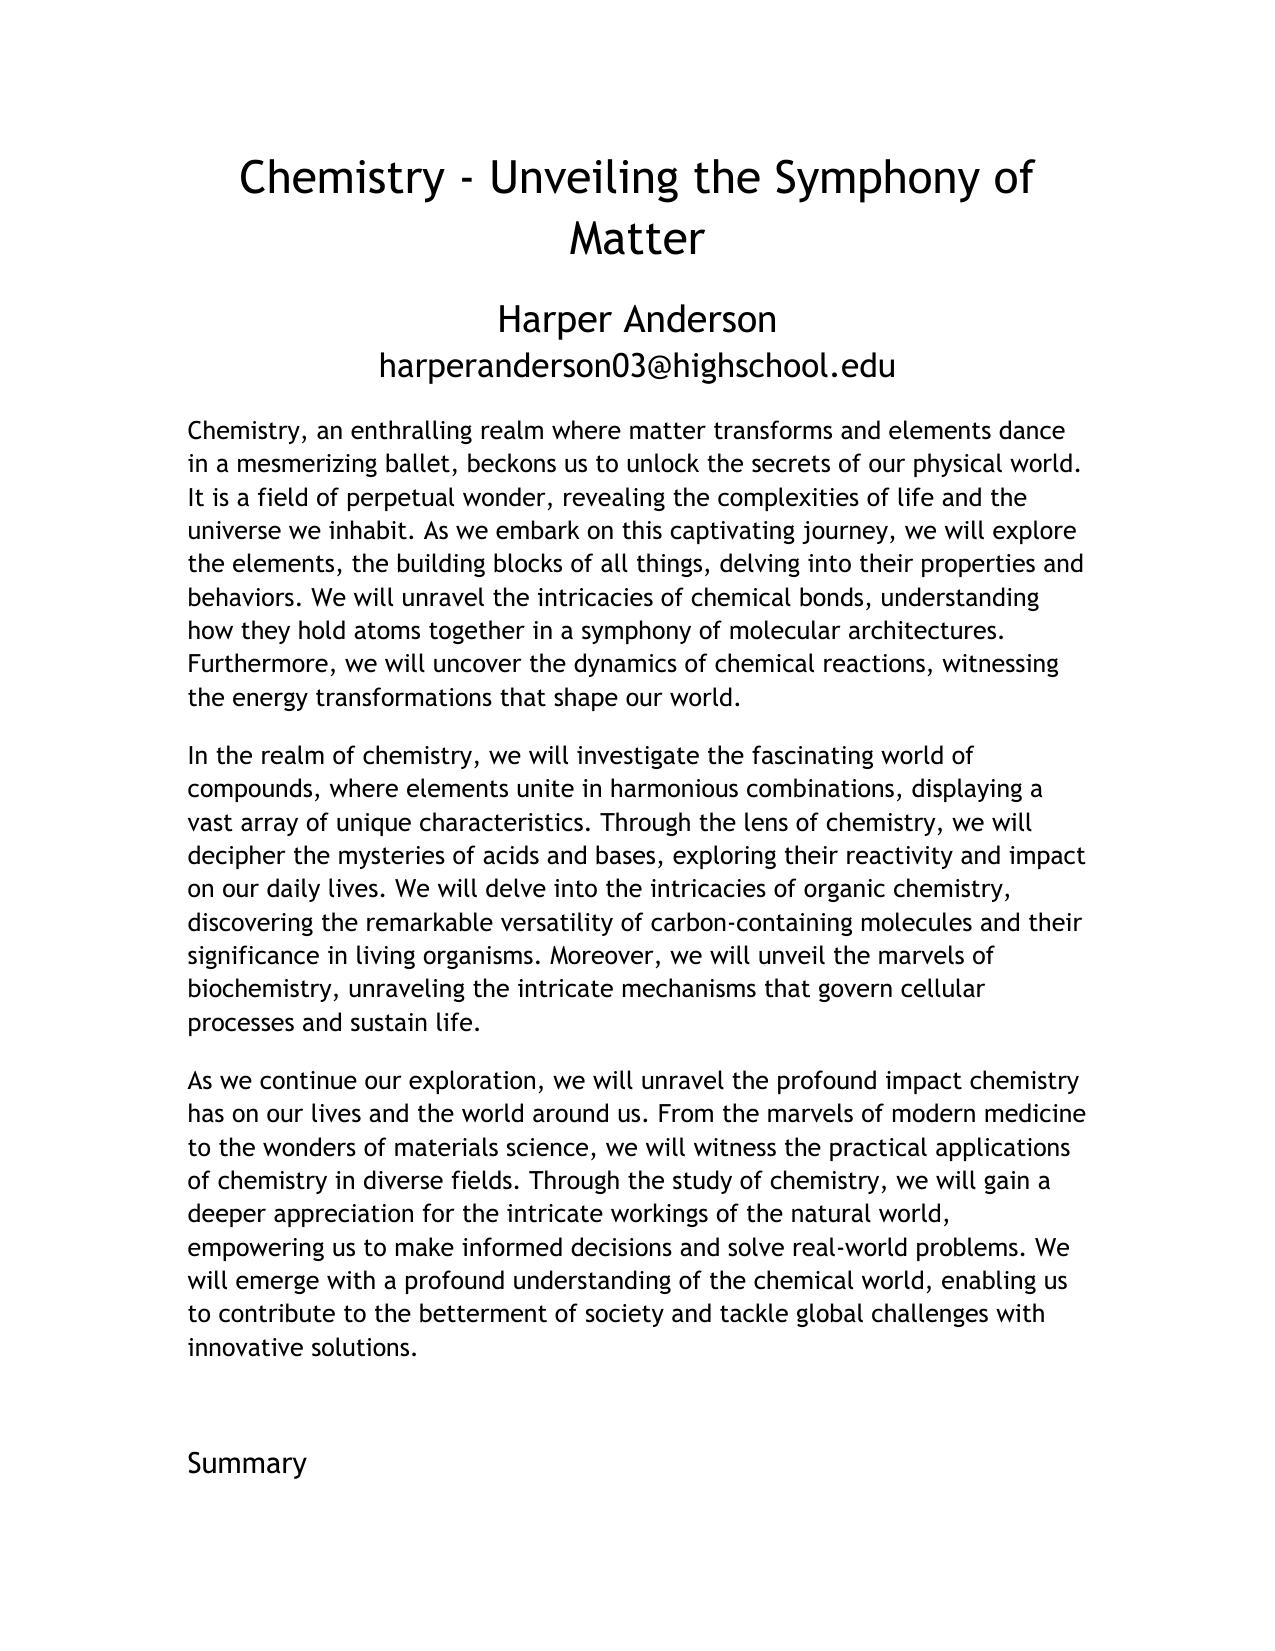 Chemistry - Unveiling the Symphony of
Matter
Harper Anderson
harperanderson03@highschool.edu
Chemistry, an enthralling realm where matter transforms and elements dance
in a mesmerizing ballet, beckons us to unlock the secrets of our physical world.
It is a field of perpetual wonder, revealing the complexities of life and the
universe we inhabit. As we embark on this captivating journey, we will explore
the elements, the building blocks of all things, delving into their properties and
behaviors. We will unravel the intricacies of chemical bonds, understanding
how they hold atoms together in a symphony of molecular architectures.
Furthermore, we will uncover the dynamics of chemical reactions, witnessing
the energy transformations that shape our world.
In the realm of chemistry, we will investigate the fascinating world of
compounds, where elements unite in harmonious combinations, displaying a
vast array of unique characteristics. Through the lens of chemistry, we will
decipher the mysteries of acids and bases, exploring their reactivity and impact
on our daily lives. We will delve into the intricacies of organic chemistry,
discovering the remarkable versatility of carbon-containing molecules and their
significance in living organisms. Moreover, we will unveil the marvels of
biochemistry, unraveling the intricate mechanisms that govern cellular
processes and sustain life.
As we continue our exploration, we will unravel the profound impact chemistry
has on our lives and the world around us. From the marvels of modern medicine
to the wonders of materials science, we will witness the practical applications
of chemistry in diverse fields. Through the study of chemistry, we will gain a
deeper appreciation for the intricate workings of the natural world,
empowering us to make informed decisions and solve real-world problems. We
will emerge with a profound understanding of the chemical world, enabling us
to contribute to the betterment of society and tackle global challenges with
innovative solutions.
Summary